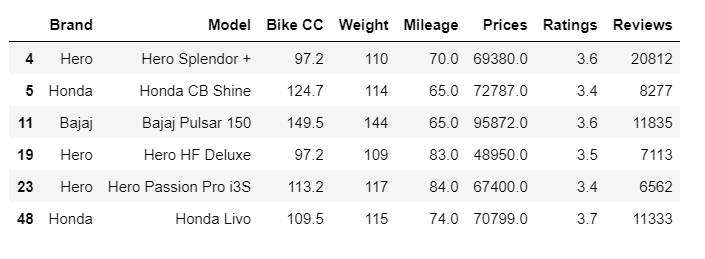 Brand Model Bike CC Weight Mileage Prices Ratings Reviews
4 Hero Hero Splendor + 97.2 110 70.0 69380.0 3.6 20812
5 Honda Honda CB Shine 124.7 114 65.0 72787.0 3.4 8277
11 Bajaj Bajaj Pulsar 150 149.5 144 65.0 95872.0 3.6 11835
19 Hero Hero HF Deluxe 97.2 109 83.0 48950.0 3.5 7113
23 Hero Hero Passion Pro i3S 113.2 117 84.0 67400.0 3.4 6562
48 Honda Honda Livo 109.5 115 74.0 70799.0 3.7 11333